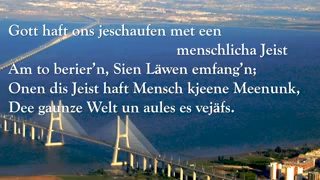 Gott haft ons jeschaufen met een
menschlicha Jeist
Am to berier'n, Sien Läwen emfang'n;
Onen dis Jeist haft Mensch kjeene Meenunk,
Dee gaunze Welt un aules es vejäfs.